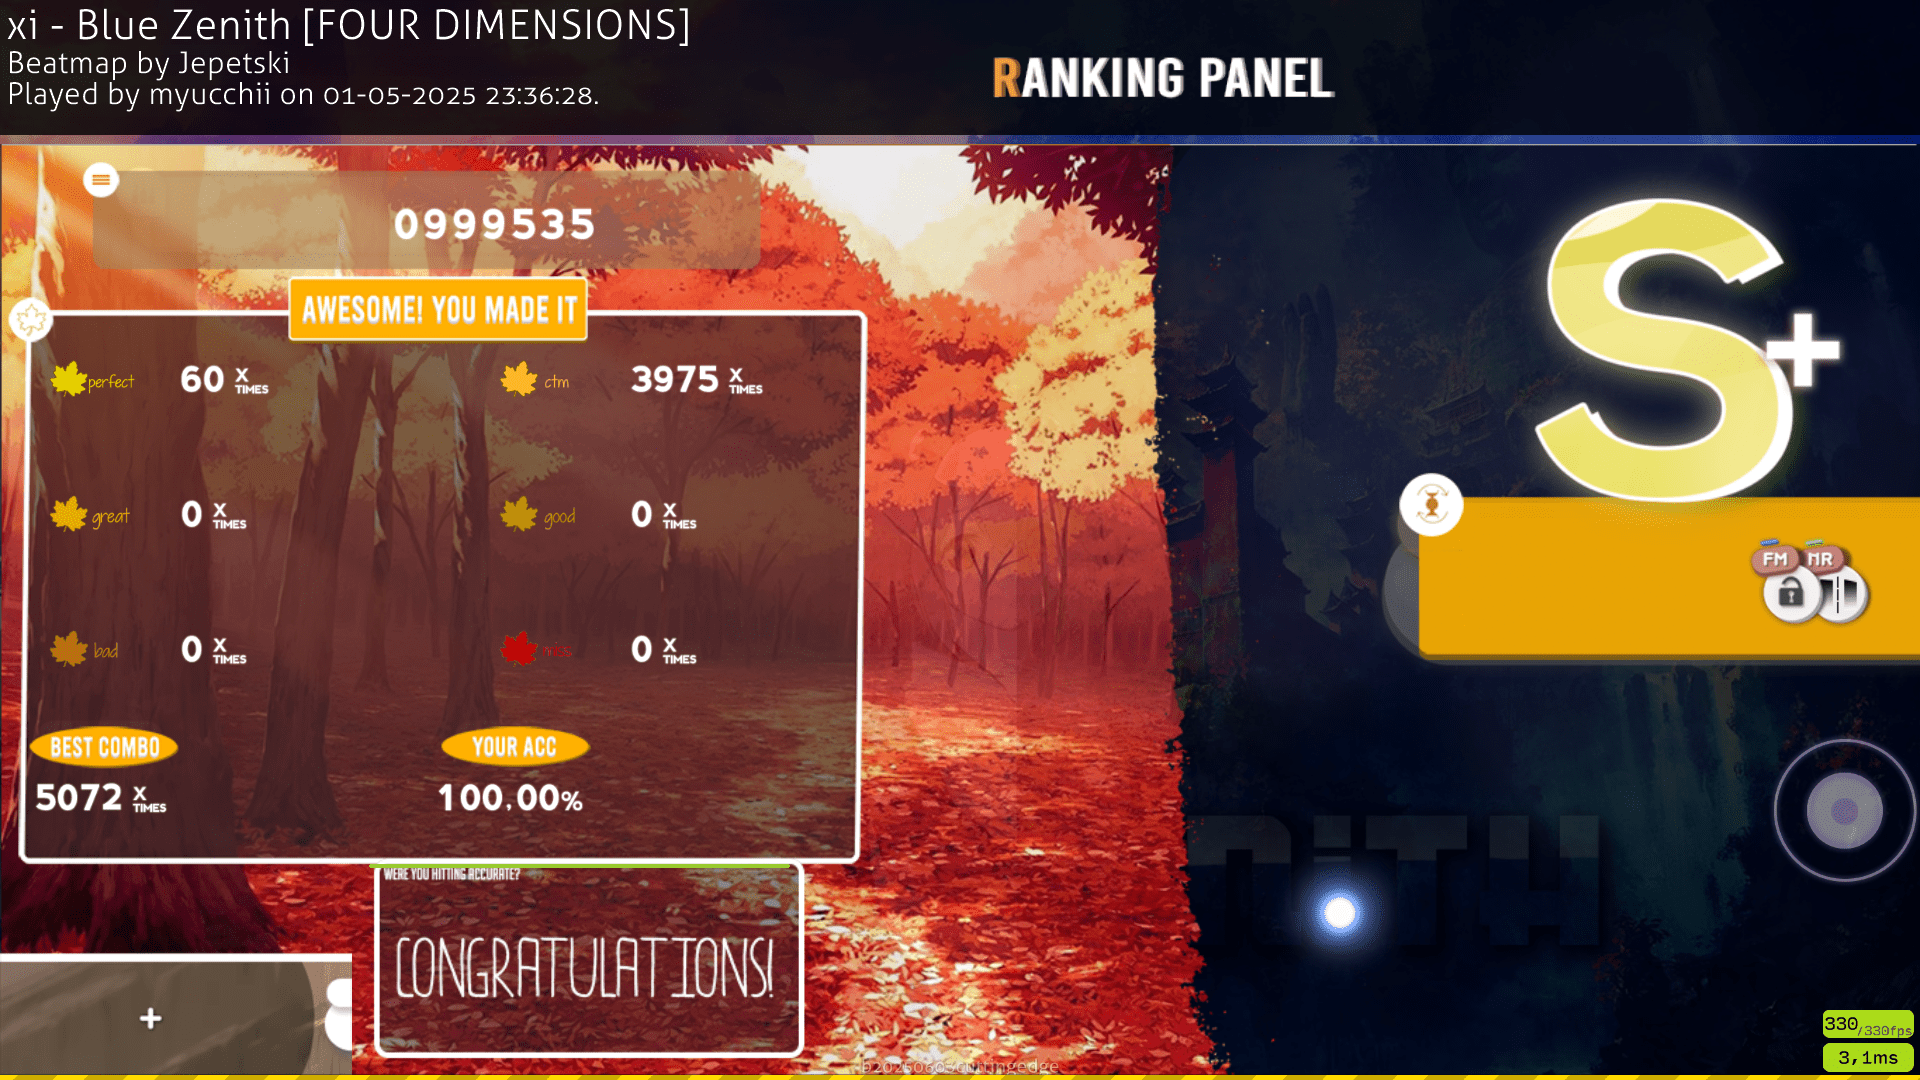 xi - Blue Zenith [FOUR DIMENSIONS]
Beatmap by Jepetski
Played by myucchii on 01-05-2025 23:36:28.
RANKING PANEL
0999535
AWESOME! YOU MADE IT
perfect 60 X TIMES
ctm 3975 X TIMES
great 0 X TIMES
good 0 X TIMES
bad 0 X TIMES
miss 0 X TIMES
BEST COMBO
5072 X TIMES
YOUR ACC
100.00%
S+
FM MR
WERE YOU HITTING ACCURATE?
CONGRATULATIONS!
+
NiTH
330/330fps
3,1ms